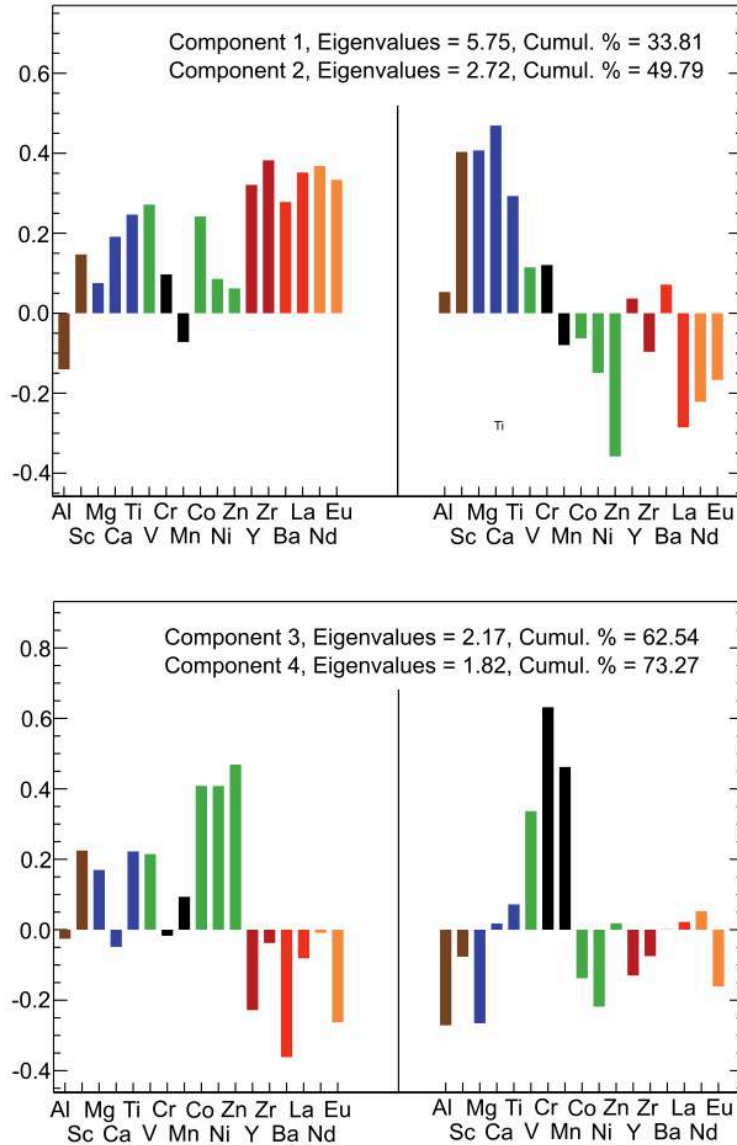 Component 1, Eigenvalues = 5.75, Cumul. % = 33.81
Component 2, Eigenvalues = 2.72, Cumul. % = 49.79
0.6
0.4
0.2
0.0
-0.2
-0.4
Ti
Al Mg Ti Cr Co Zn Zr La Eu Al Mg Ti Cr Co Zn Zr La Eu
Sc Ca V Mn Ni Y Ba Nd Sc Ca V Mn Ni Y Ba Nd
Component 3, Eigenvalues = 2.17, Cumul. % = 62.54
Component 4, Eigenvalues = 1.82, Cumul. % = 73.27
0.8
0.6
0.4
0.2
0.0
-0.2
-0.4
Al Mg Ti Cr Co Zn Zr La Eu Al Mg Ti Cr Co Zn Zr La Eu
Sc Ca V Mn Ni Y Ba Nd Sc Ca V Mn Ni Y Ba Nd